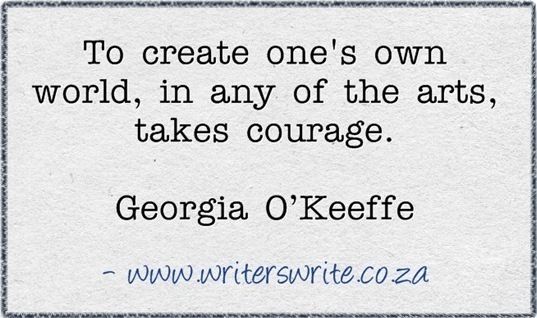 To create one's own
world, in any of the arts,
takes courage.
Georgia O’Keeffe
- www.writerswrite.co.za